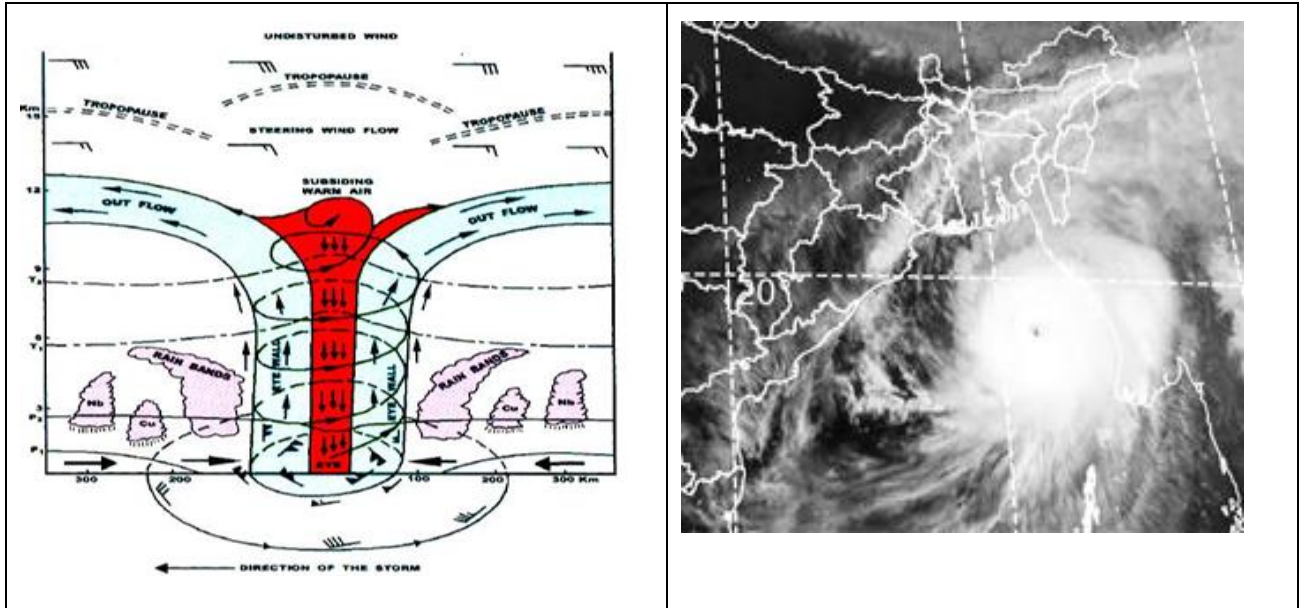 UNDISTURBED WIND
TROPOPAUSE
Km
15
TROPOPAUSE
TROPOPAUSE
STEERING WIND FLOW
SUBSIDING
WARM AIR
12
OUT FLOW
OUT FLOW
9
6
RAIN BANDS
EYE WALL
EYE WALL
RAIN BANDS
Nb
Cu
Cu
Nb
3
EYE
300
200
100
200
300 Km
DIRECTION OF THE STORM
20